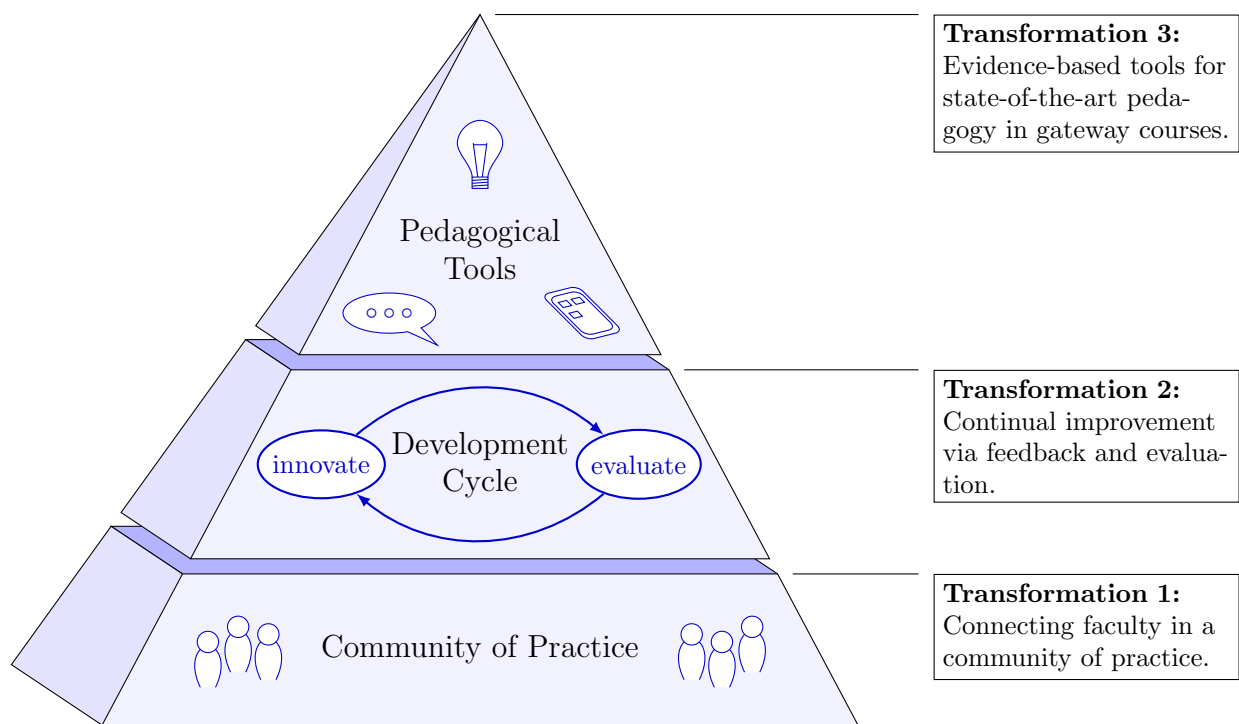 Transformation 3:
Evidence-based tools for
state-of-the-art peda-
gogy in gateway courses.
Pedagogical
Tools
Transformation 2:
Continual improvement
via feedback and evalua-
tion.
innovate
Development
Cycle
evaluate
Transformation 1:
Connecting faculty in a
community of practice.
Community of Practice